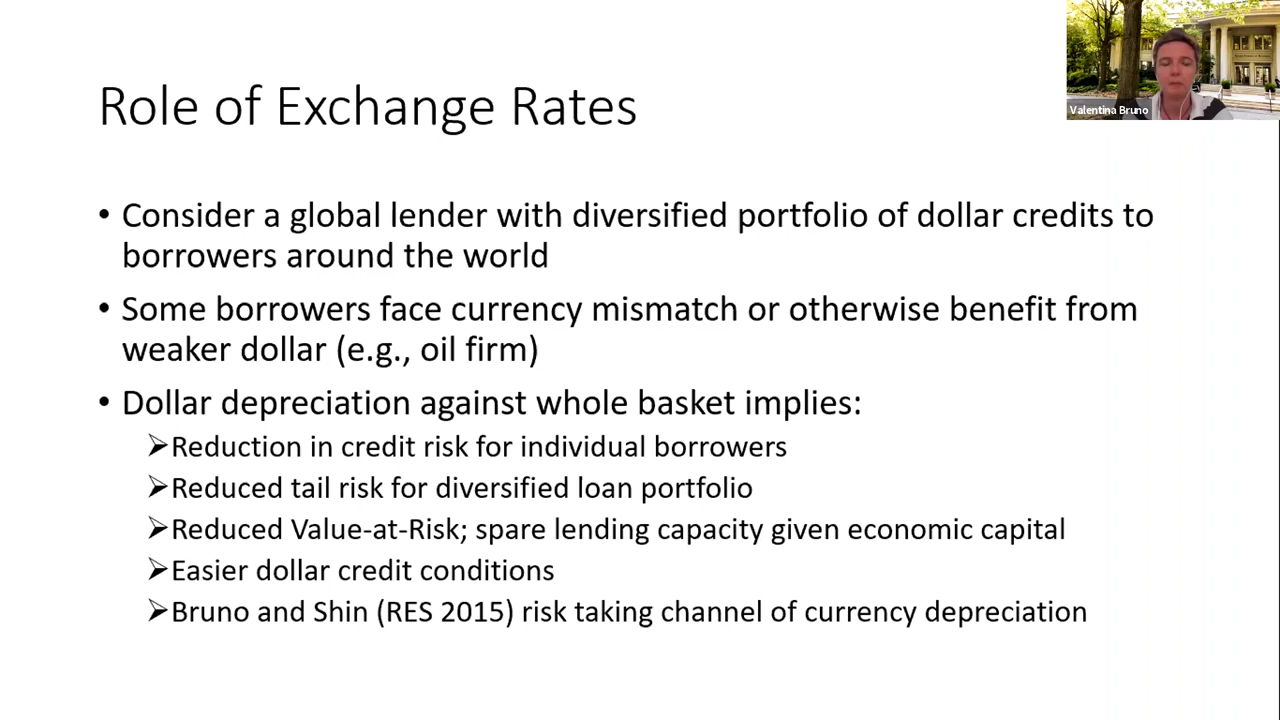 Role of Exchange Rates
Valentina Bruno
• Consider a global lender with diversified portfolio of dollar credits to
borrowers around the world
• Some borrowers face currency mismatch or otherwise benefit from
weaker dollar (e.g., oil firm)
• Dollar depreciation against whole basket implies:
➢Reduction in credit risk for individual borrowers
➢Reduced tail risk for diversified loan portfolio
➢Reduced Value-at-Risk; spare lending capacity given economic capital
➢Easier dollar credit conditions
➢Bruno and Shin (RES 2015) risk taking channel of currency depreciation